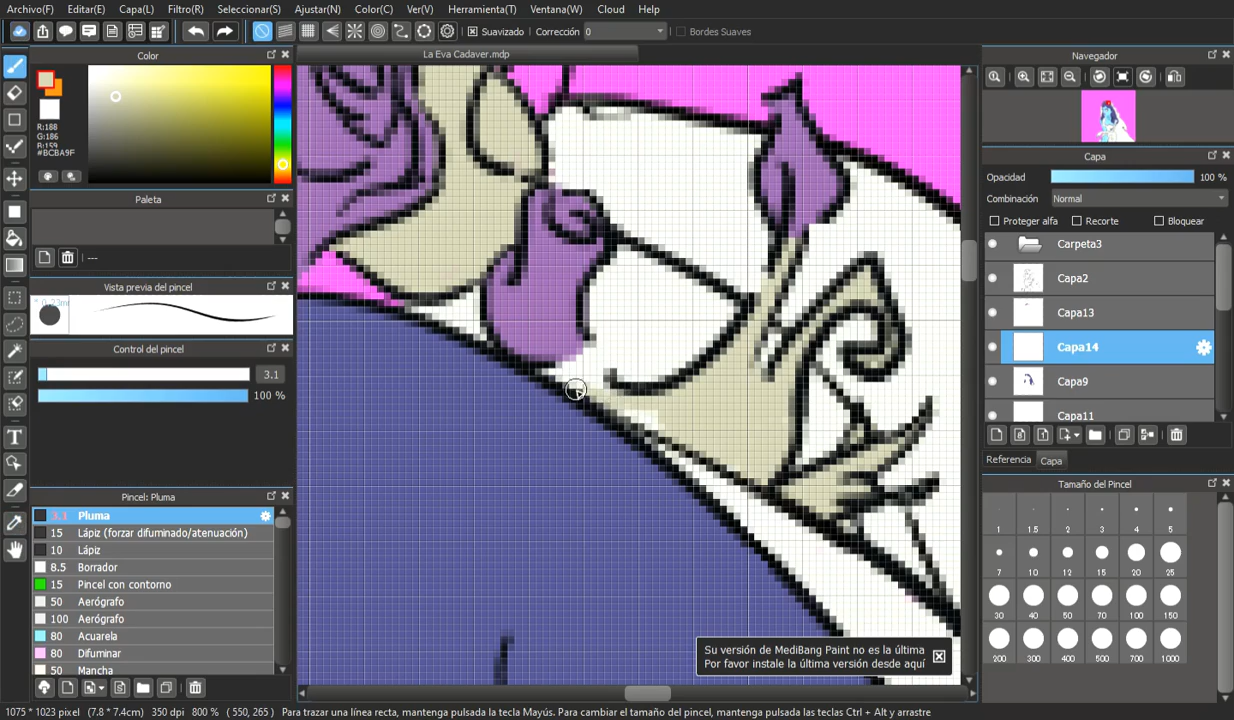 Archivo(F) Editar(E) Capa(L) Filtro(R) Seleccionar(S) Ajustar(N) Color(C) Ver(V) Herramienta(T) Ventana(W) Cloud Help
Suavizado Corrección 0 Bordes Suaves
Color
R:188
G:186
B:159
#BCBA9F
Paleta
---
Vista previa del pincel
Control del pincel
3.1
100 %
Pincel: Pluma
3.1 Pluma
15 Lápiz (forzar difuminado/atenuación)
10 Lápiz
8.5 Borrador
15 Pincel con contorno
50 Aerógrafo
100 Aerógrafo
80 Acuarela
80 Difuminar
50 Mancha
La Eva Cadaver.mdp
Su versión de MediBang Paint no es la última
Por favor instale la última versión desde aquí
Navegador
Capa
Opacidad 100 %
Combinación Normal
Proteger alfa Recorte Bloquear
Carpeta3
Capa2
Capa13
Capa14
Capa9
Capa11
Referencia Capa
Tamaño del Pincel
1 1.5 2 3 4 5
7 10 12 15 20 25
30 40 50 70 100 150
200 300 400 500 700 1000
1075 * 1023 pixel (7.8 * 7.4cm) 350 dpi 800 % ( 550, 265 ) Para trazar una línea recta, mantenga pulsada la tecla Mayús. Para cambiar el tamaño del pincel, mantenga pulsada las teclas Ctrl + Alt y arrastre